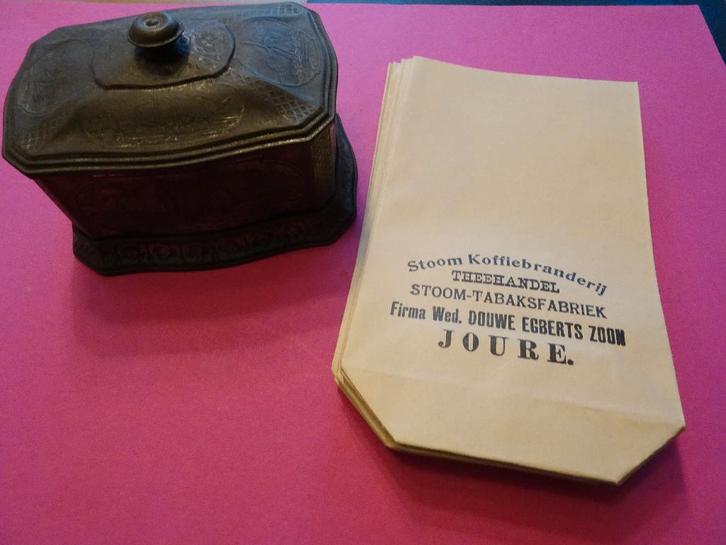 Stoom Koffiebranderij
THEEHANDEL
STOOM-TABAKSFABRIEK
Firma Wed. DOUWE EGBERTS ZOON
JOURE.